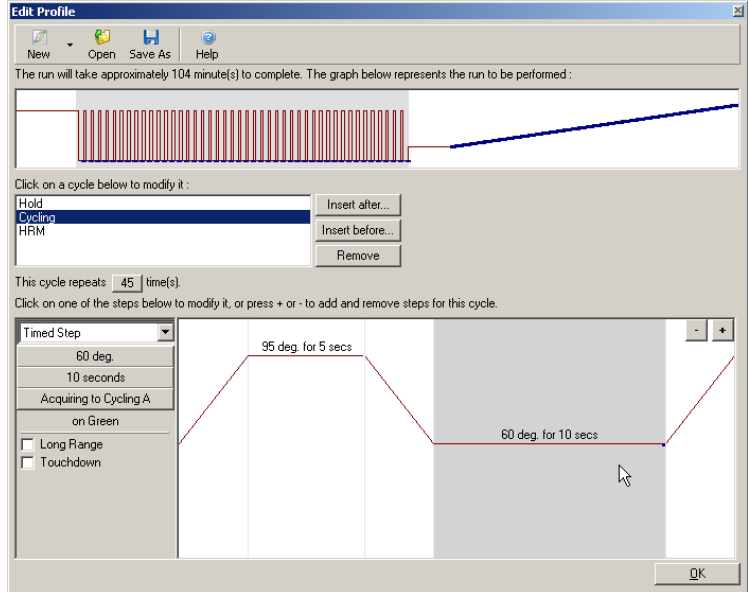 Edit Profile
New Open Save As Help
The run will take approximately 104 minute(s) to complete. The graph below represents the run to be performed :
Click on a cycle below to modify it :
Hold
Cycling
HRM
Insert after...
Insert before...
Remove
This cycle repeats 45 time(s).
Click on one of the steps below to modify it, or press + or - to add and remove steps for this cycle.
Timed Step
60 deg.
10 seconds
Acquiring to Cycling A
on Green
Long Range
Touchdown
95 deg. for 5 secs
60 deg. for 10 secs
- +
OK